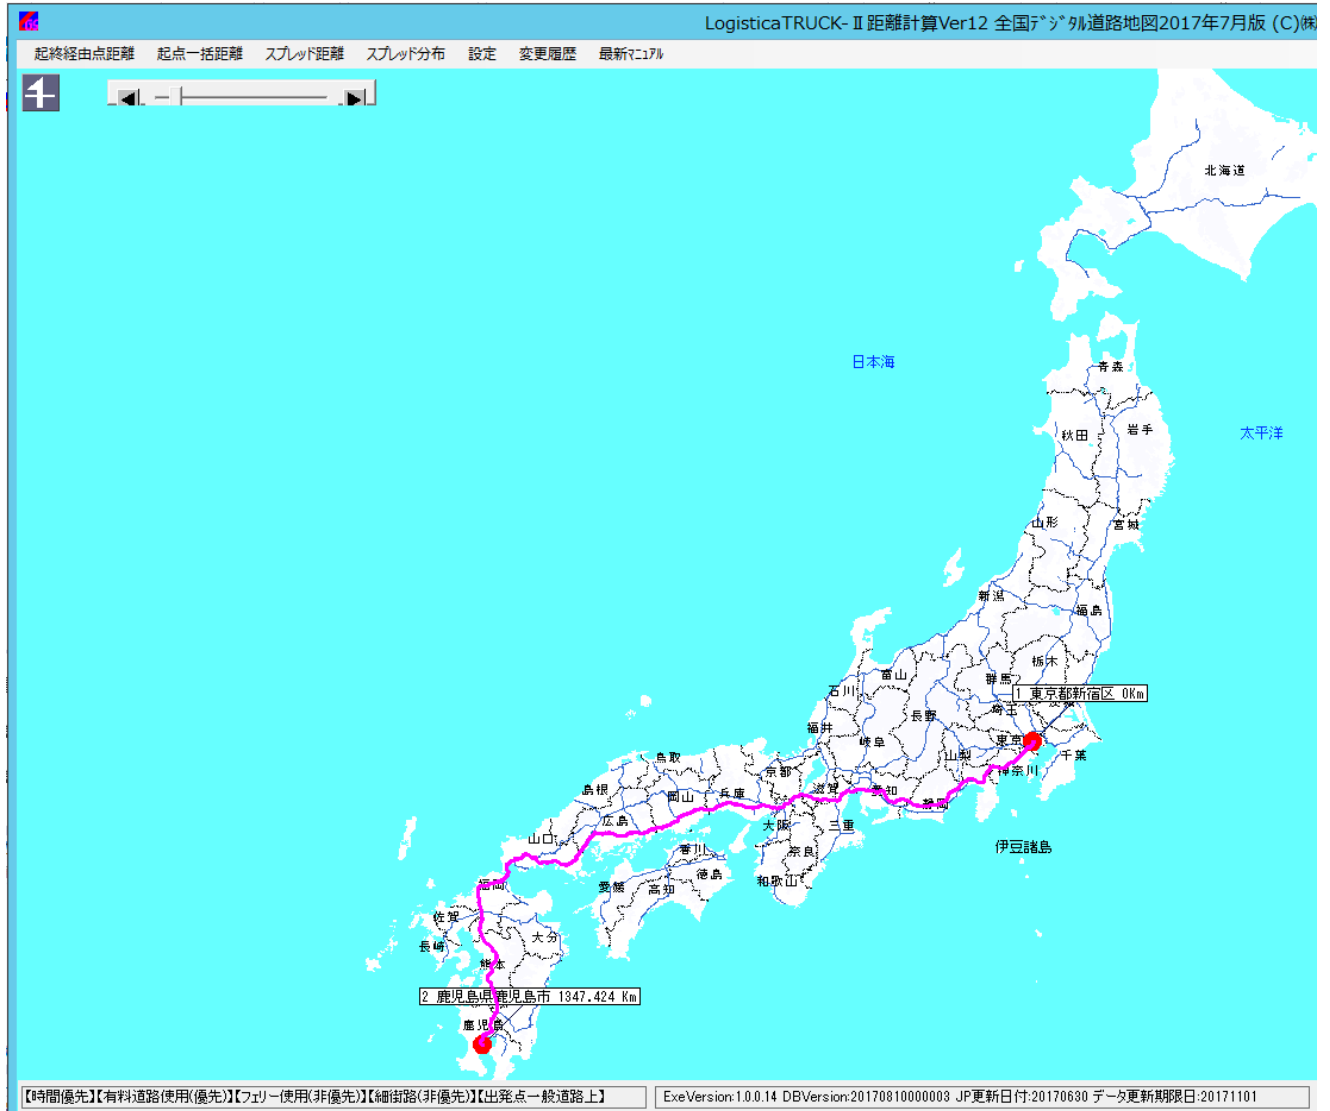 LogisticaTRUCK-Ⅱ距離計算Ver12 全国ﾃﾞｼﾞﾀﾙ道路地図2017年7月版 (C)㈱
起終経由点距離 起点一括距離 スプレッド距離 スプレッド分布 設定 変更履歴 最新ﾏﾆｭｱﾙ
北海道
日本海
青森
秋田
岩手
太平洋
山形
宮城
新潟
福島
栃木
富山
群馬
石川
1 東京都新宿区 0Km
埼玉
長野
福井
岐阜
東京
山梨
千葉
鳥取
京都
神奈川
島根
岡山
兵庫
滋賀
愛知
静岡
広島
大阪
三重
山口
香川
奈良
伊豆諸島
徳島
和歌山
愛媛
高知
福岡
佐賀
大分
長崎
熊本
2 鹿児島県鹿児島市 1347.424 Km
鹿児島
【時間優先】【有料道路使用(優先)】【フェリー使用(非優先)】【細街路(非優先)】【出発点一般道路上】
ExeVersion:1.0.0.14 DBVersion:20170810000003 JP更新日付:20170630 データ更新期限日:20171101